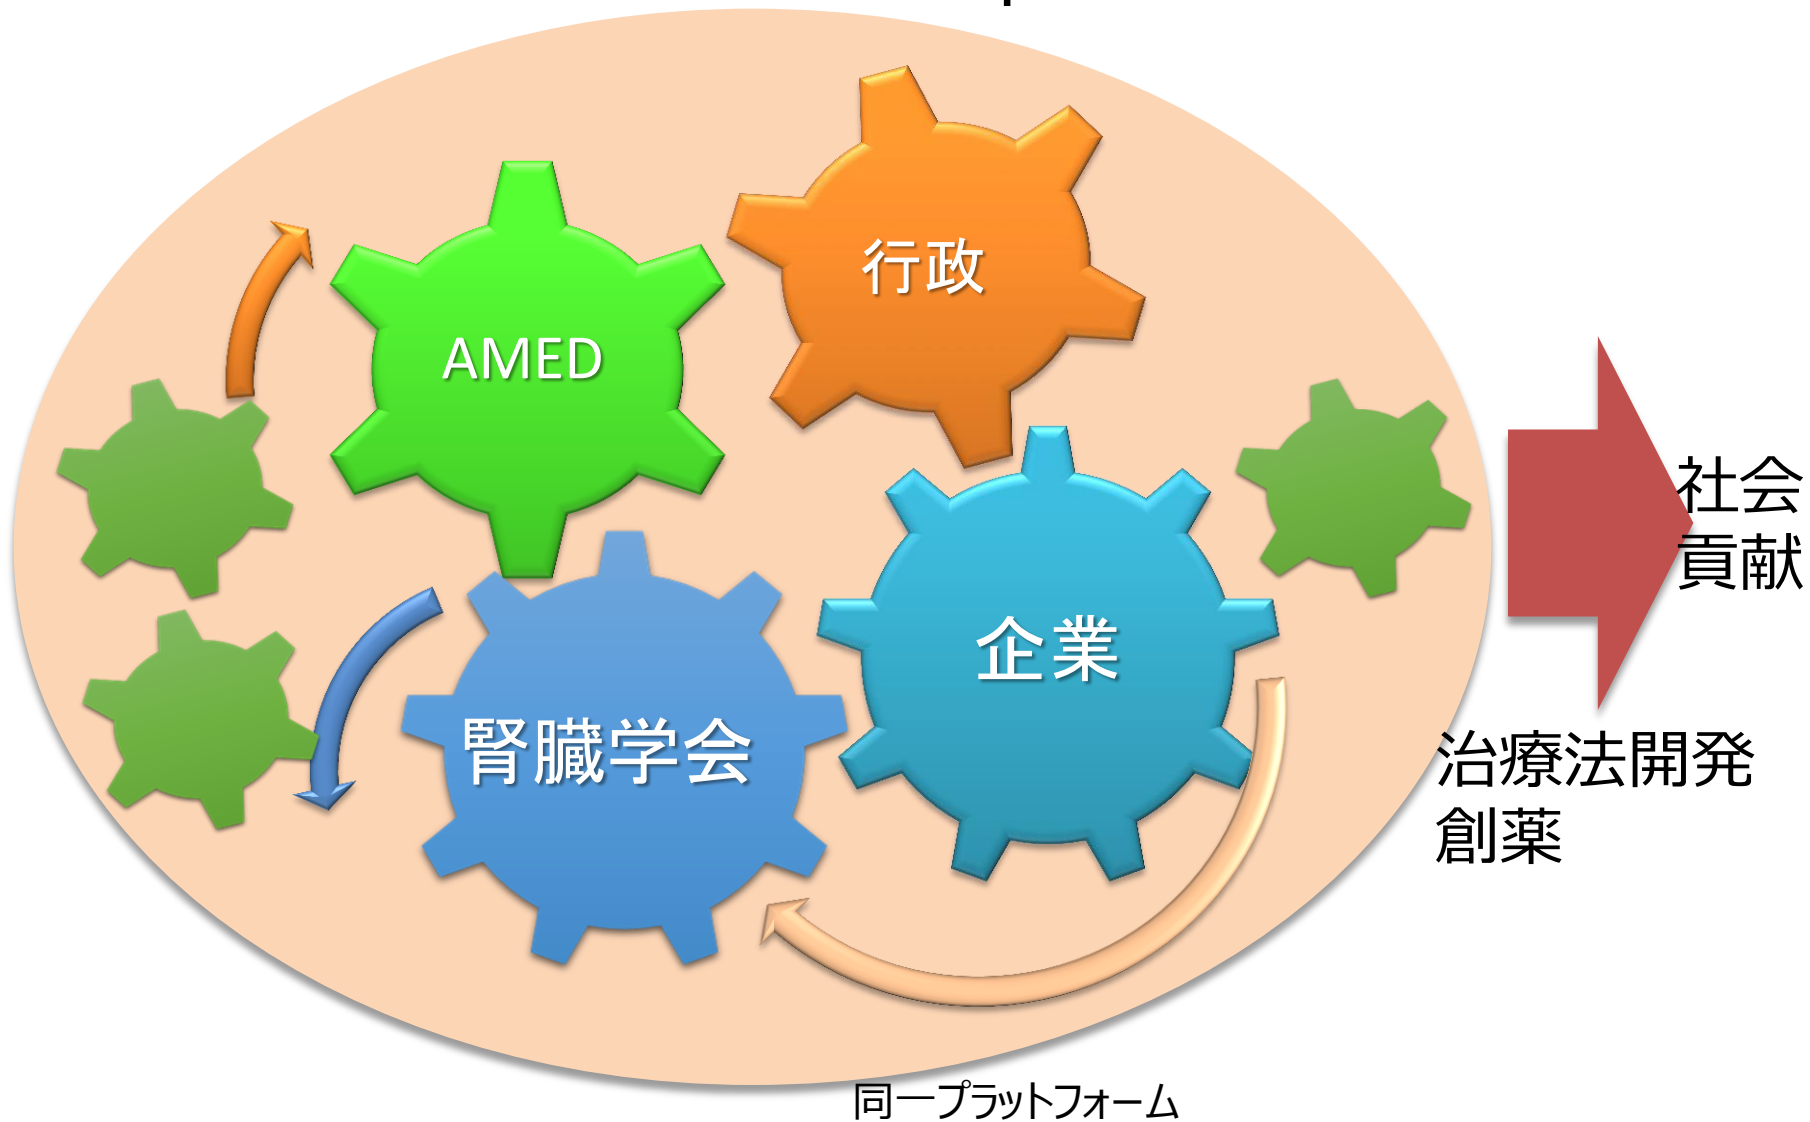 行政
AMED
社会
貢献
企業
腎臓学会
治療法開発
創薬
同一プラットフォーム